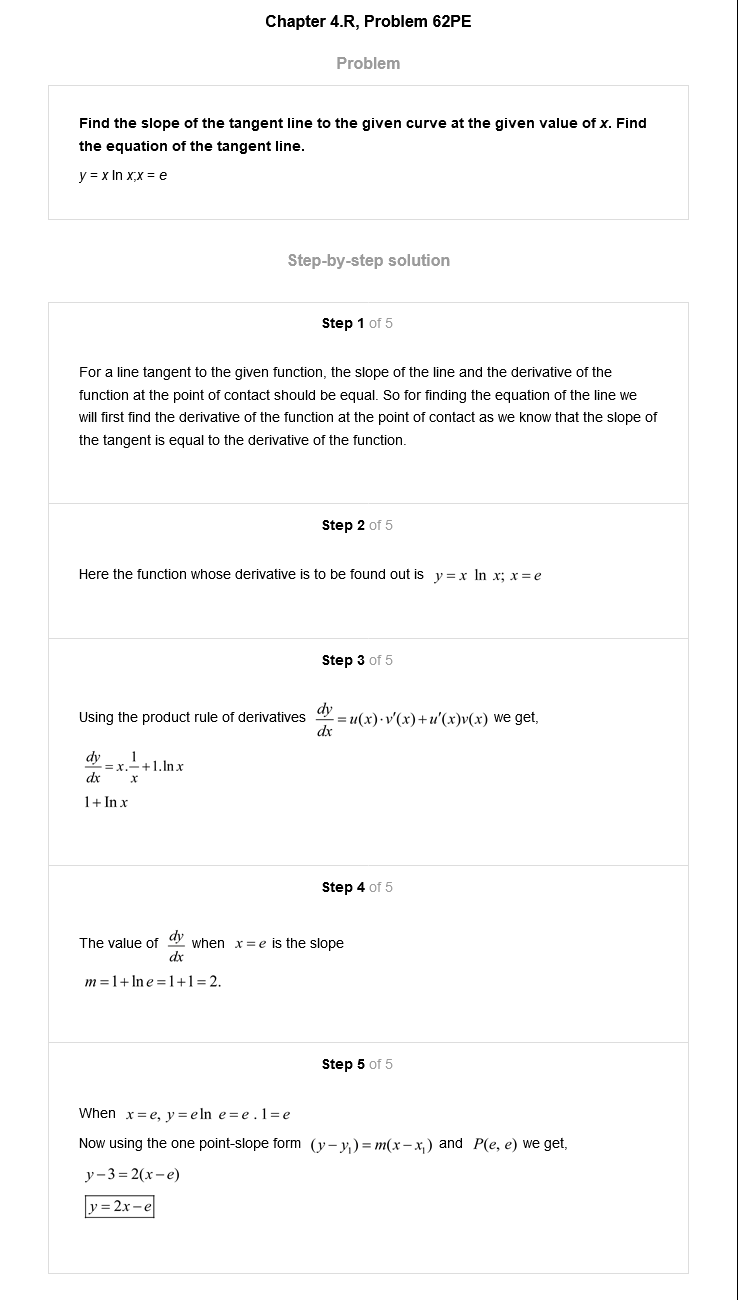 Chapter 4.R, Problem 62PE
Problem
Find the slope of the tangent line to the given curve at the given value of x. Find
the equation of the tangent line.
y = x ln x;x = e
Step-by-step solution
Step 1 of 5
For a line tangent to the given function, the slope of the line and the derivative of the
function at the point of contact should be equal. So for finding the equation of the line we
will first find the derivative of the function at the point of contact as we know that the slope of
the tangent is equal to the derivative of the function.
Step 2 of 5
Here the function whose derivative is to be found out is y = x ln x; x = e
Step 3 of 5
Using the product rule of derivatives dy/dx = u(x)·v′(x)+u′(x)v(x) we get,
dy/dx = x.1/x+1.ln x
1+In x
Step 4 of 5
The value of dy/dx when x = e is the slope
m = 1+ln e = 1+1 = 2.
Step 5 of 5
When x = e, y = e ln e = e . 1 = e
Now using the one point-slope form (y − y₁) = m(x − x₁) and P(e, e) we get,
y − 3 = 2(x − e)
y = 2x − e